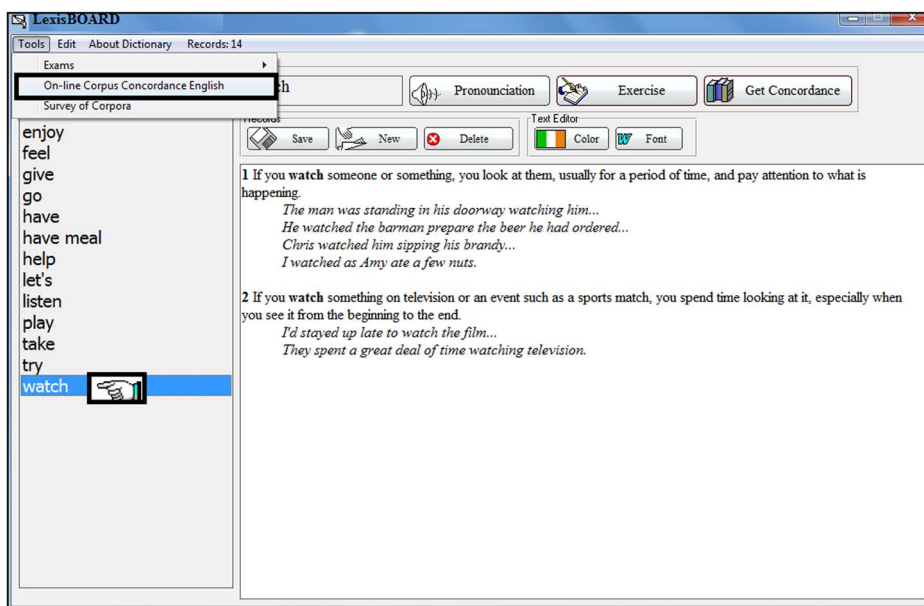 LexisBOARD
Tools Edit About Dictionary Records: 14
Exams
On-line Corpus Concordance English
Survey of Corpora
ch
Pronounciation
Exercise
Get Concordance
Records
Save
New
Delete
Text Editor
Color
W
Font
enjoy
feel
give
go
have
have meal
help
let's
listen
play
take
try
watch
1 If you watch someone or something, you look at them, usually for a period of time, and pay attention to what is
happening.
The man was standing in his doorway watching him...
He watched the barman prepare the beer he had ordered...
Chris watched him sipping his brandy...
I watched as Amy ate a few nuts.
2 If you watch something on television or an event such as a sports match, you spend time looking at it, especially when
you see it from the beginning to the end.
I'd stayed up late to watch the film...
They spent a great deal of time watching television.